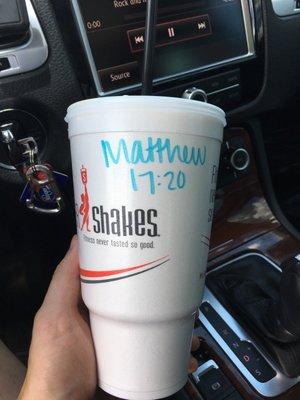 Rock and
0:00
Source
Matthew
17:20
Shakes
fitness never tasted so good.
P
R
N
D